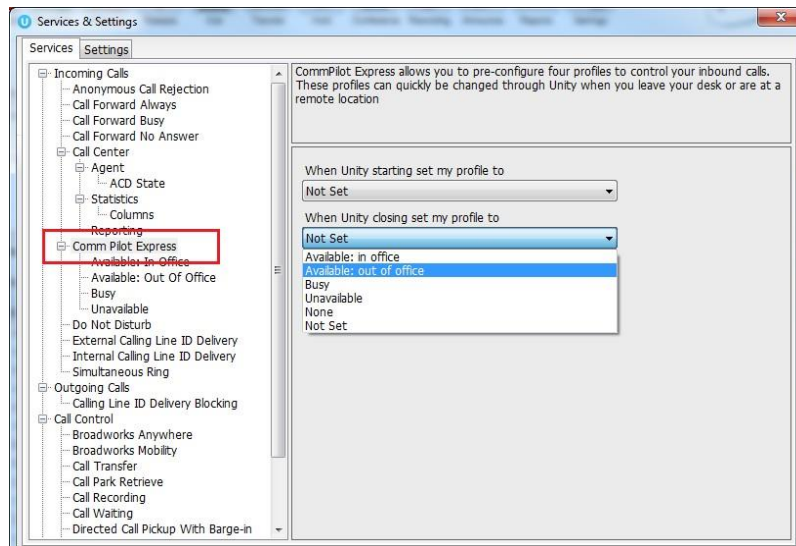 Services & Settings
Services Settings
Incoming Calls
Anonymous Call Rejection
Call Forward Always
Call Forward Busy
Call Forward No Answer
Call Center
Agent
ACD State
Statistics
Columns
Reporting
Comm Pilot Express
Available: In Office
Available: Out Of Office
Busy
Unavailable
Do Not Disturb
External Calling Line ID Delivery
Internal Calling Line ID Delivery
Simultaneous Ring
Outgoing Calls
Calling Line ID Delivery Blocking
Call Control
Broadworks Anywhere
Broadworks Mobility
Call Transfer
Call Park Retrieve
Call Recording
Call Waiting
Directed Call Pickup With Barge-in
CommPilot Express allows you to pre-configure four profiles to control your inbound calls.
These profiles can quickly be changed through Unity when you leave your desk or are at a
remote location
When Unity starting set my profile to
Not Set
When Unity closing set my profile to
Not Set
Available: in office
Available: out of office
Busy
Unavailable
None
Not Set